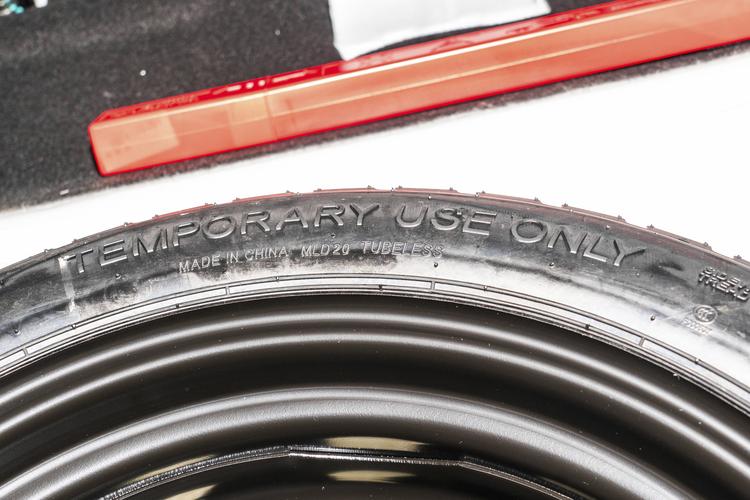 TEMPORARY USE ONLY
MADE IN CHINA MLD20 TUBELESS